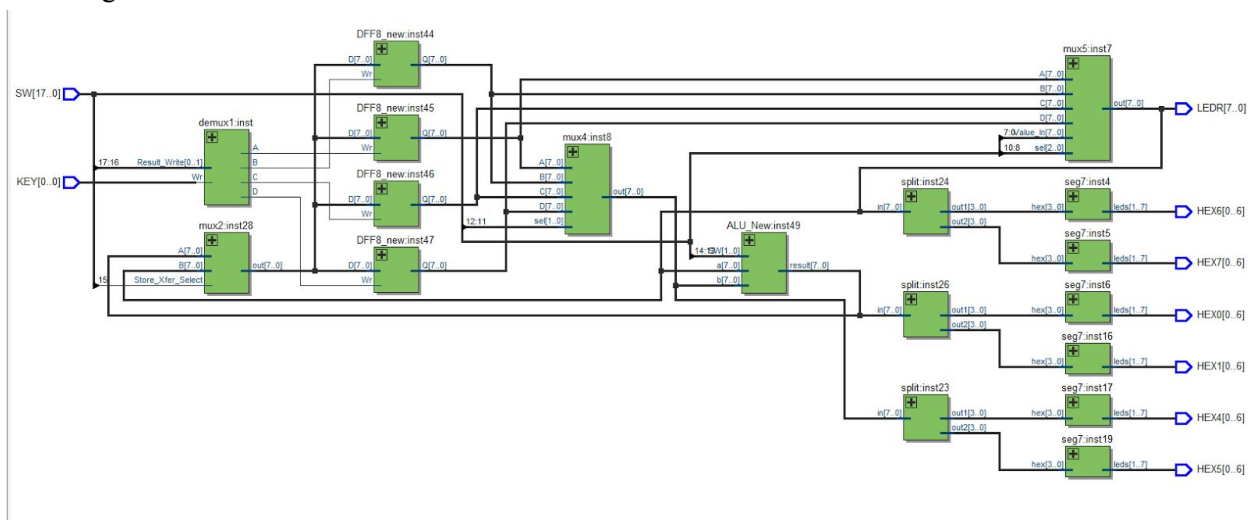 DFF8_new:inst44
D[7..0] Q[7..0]
Wr
SW[17..0]
demux1:inst
17:16 Result_Write[0..1]
KEY[0..0]
Wr
A
B
C
D
DFF8_new:inst45
D[7..0] Q[7..0]
Wr
DFF8_new:inst46
D[7..0] Q[7..0]
Wr
DFF8_new:inst47
D[7..0] Q[7..0]
Wr
mux2:inst28
A[7..0]
B[7..0] out[7..0]
15 Store_Xfer_Select
mux4:inst8
A[7..0]
B[7..0]
C[7..0] out[7..0]
D[7..0]
12:11 sel[1..0]
ALU_New:inst49
SW[1..0]
a[7..0] result[7..0]
b[7..0]
mux5:inst7
A[7..0]
B[7..0]
C[7..0] out[7..0]
D[7..0]
7:0 Value_In[7..0]
10:8 sel[2..0]
LEDR[7..0]
split:inst24
in[7..0] out1[3..0]
out2[3..0]
seg7:inst4
hex[3..0] leds[1..7]
HEX6[0..6]
seg7:inst5
hex[3..0] leds[1..7]
HEX7[0..6]
split:inst26
in[7..0] out1[3..0]
out2[3..0]
seg7:inst6
hex[3..0] leds[1..7]
HEX0[0..6]
seg7:inst16
hex[3..0] leds[1..7]
HEX1[0..6]
split:inst23
in[7..0] out1[3..0]
out2[3..0]
seg7:inst17
hex[3..0] leds[1..7]
HEX4[0..6]
seg7:inst19
hex[3..0] leds[1..7]
HEX5[0..6]